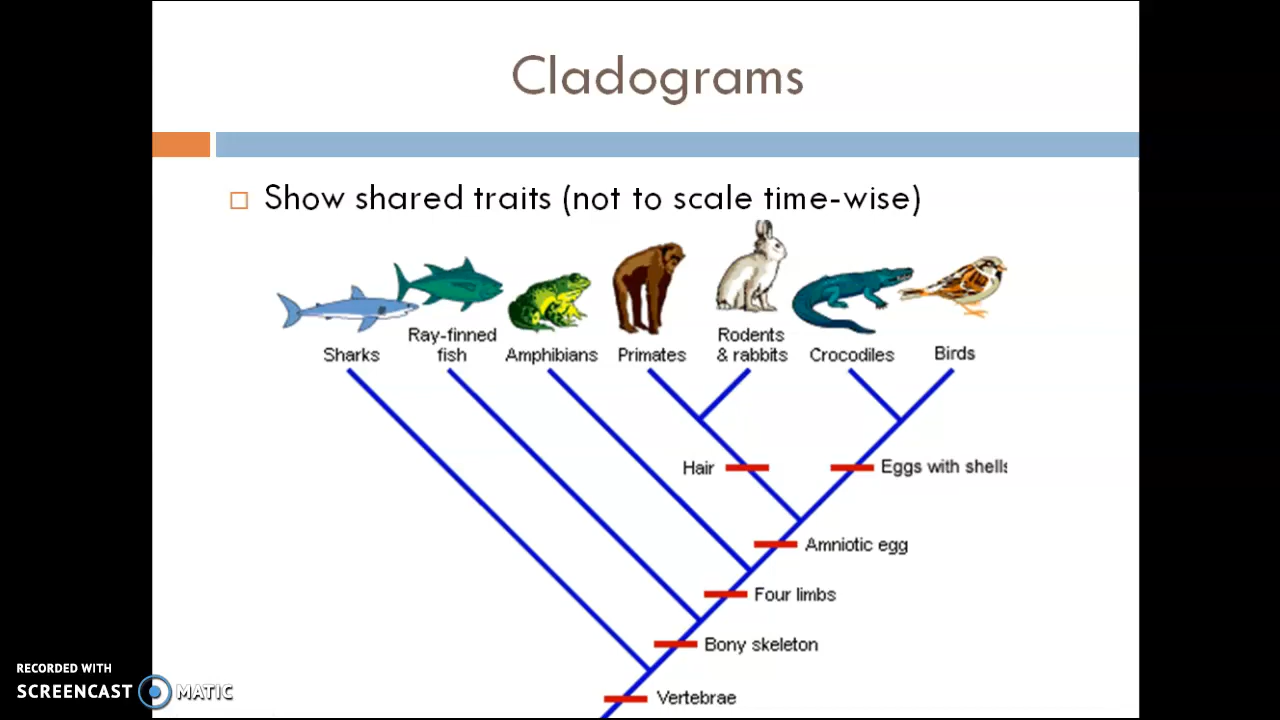 Cladograms
Show shared traits (not to scale time-wise)
Sharks
Ray-finned
fish
Amphibians
Primates
Rodents
& rabbits
Crocodiles
Birds
Hair
Eggs with shells
Amniotic egg
Four limbs
Bony skeleton
Vertebrae
RECORDED WITH
SCREENCAST MATIC